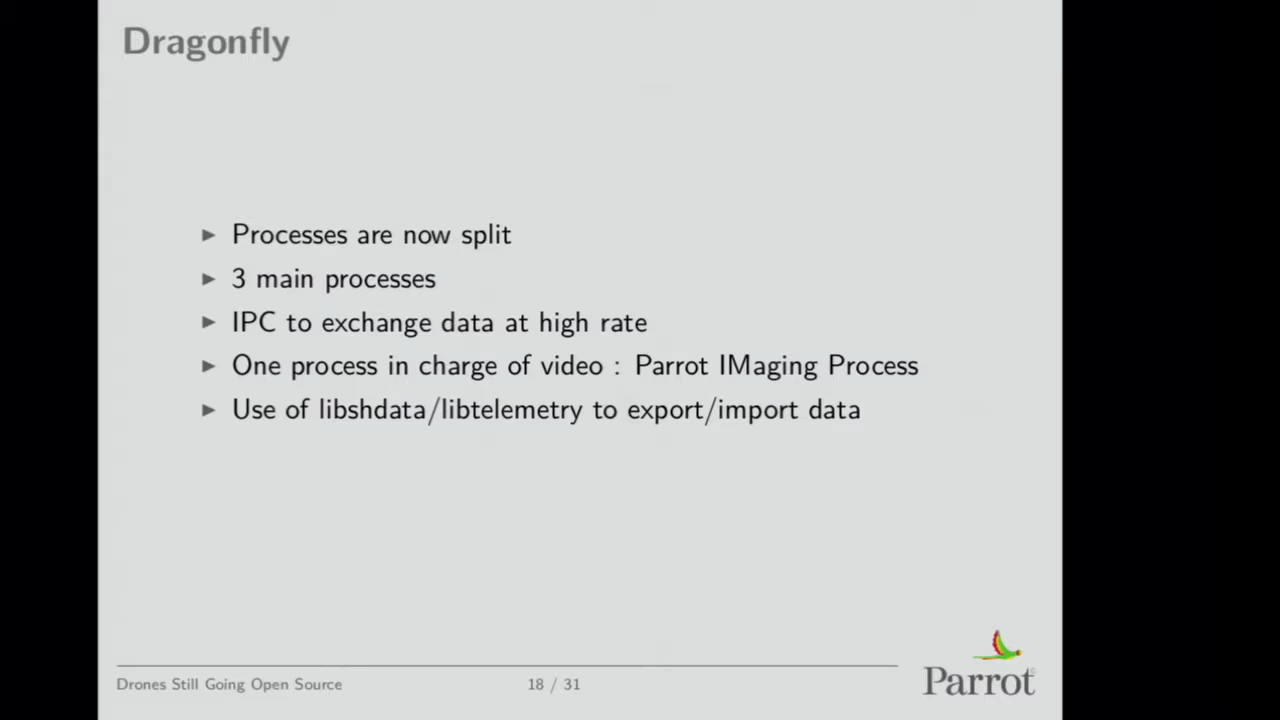 Dragonfly
Processes are now split
3 main processes
IPC to exchange data at high rate
One process in charge of video : Parrot IMaging Process
Use of libshdata/libtelemetry to export/import data
Drones Still Going Open Source
18 / 31
Parrot